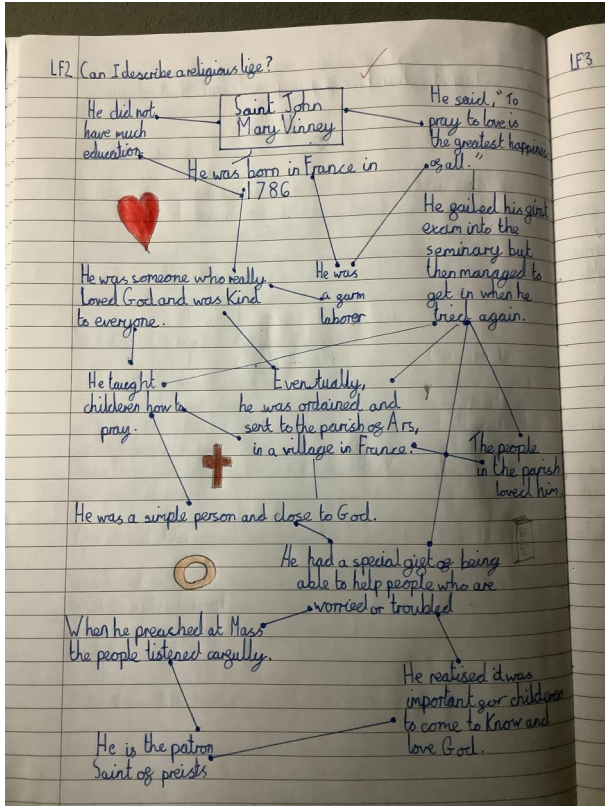 LF2 Can I describe a religious life?
LF3
He did not
have much
education.
Saint John
Mary Vinney
He said, "To
pray to love is
the greatest happiness
of all."
He was born in France in
1786
He failed his first
exam into the
seminary but
then managed to
get in when he
tried again.
He was someone who really
loved God and was kind
to everyone.
He was
a farm
laborer
He taught
childeren how to
pray.
Eventually,
he was ordained and
sent to the parish of Ars,
in a village in France.
The people
in the parish
loved him.
He was a simple person and close to God.
He had a special gift of being
able to help people who are
worried or troubled
When he preached at Mass
the people listened carfully.
He realised it was
important for childeren
to come to know and
love God.
He is the patron
Saint of preists